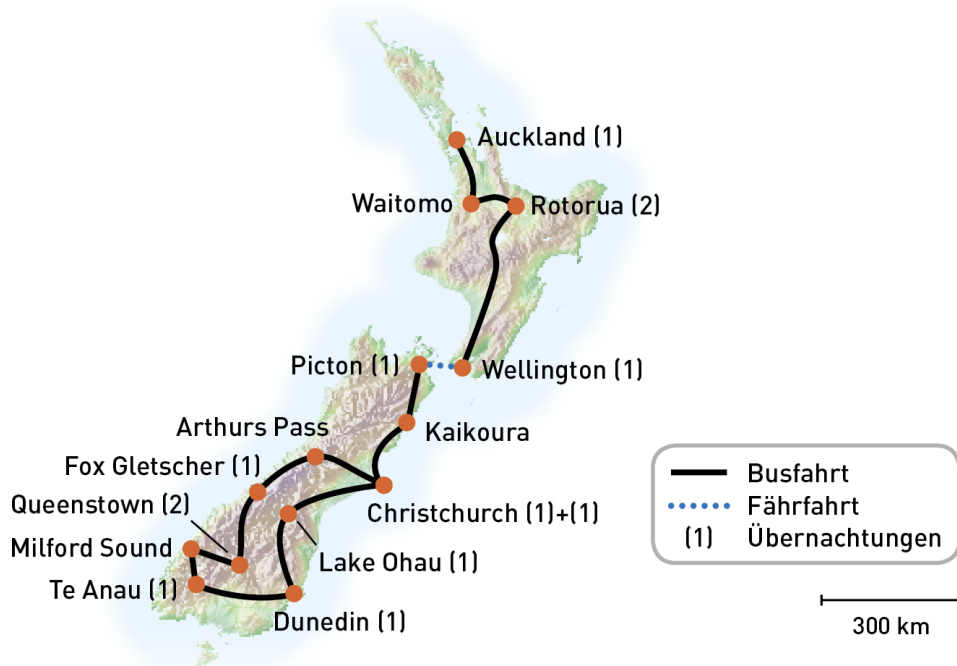 Auckland (1)
Waitomo
Rotorua (2)
Picton (1)
Wellington (1)
Arthurs Pass
Kaikoura
Fox Gletscher (1)
Queenstown (2)
Christchurch (1)+(1)
Milford Sound
Lake Ohau (1)
Te Anau (1)
Dunedin (1)
Busfahrt
Fährfahrt
(1) Übernachtungen
300 km